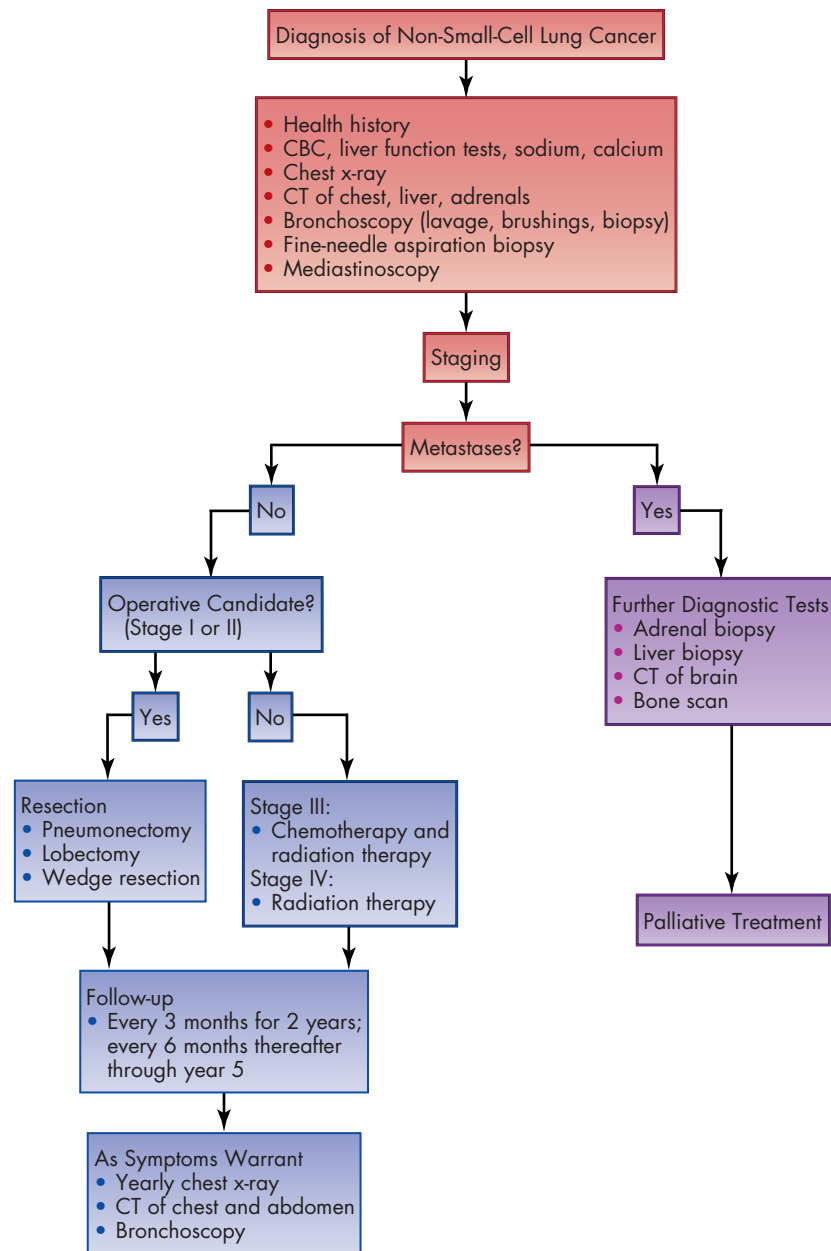 Diagnosis of Non-Small-Cell Lung Cancer
• Health history
• CBC, liver function tests, sodium, calcium
• Chest x-ray
• CT of chest, liver, adrenals
• Bronchoscopy (lavage, brushings, biopsy)
• Fine-needle aspiration biopsy
• Mediastinoscopy
Staging
Metastases?
No
Yes
Operative Candidate?
(Stage I or II)
Yes
No
Resection
• Pneumonectomy
• Lobectomy
• Wedge resection
Stage III:
• Chemotherapy and
radiation therapy
Stage IV:
• Radiation therapy
Follow-up
• Every 3 months for 2 years;
every 6 months thereafter
through year 5
As Symptoms Warrant
• Yearly chest x-ray
• CT of chest and abdomen
• Bronchoscopy
Further Diagnostic Tests
• Adrenal biopsy
• Liver biopsy
• CT of brain
• Bone scan
Palliative Treatment